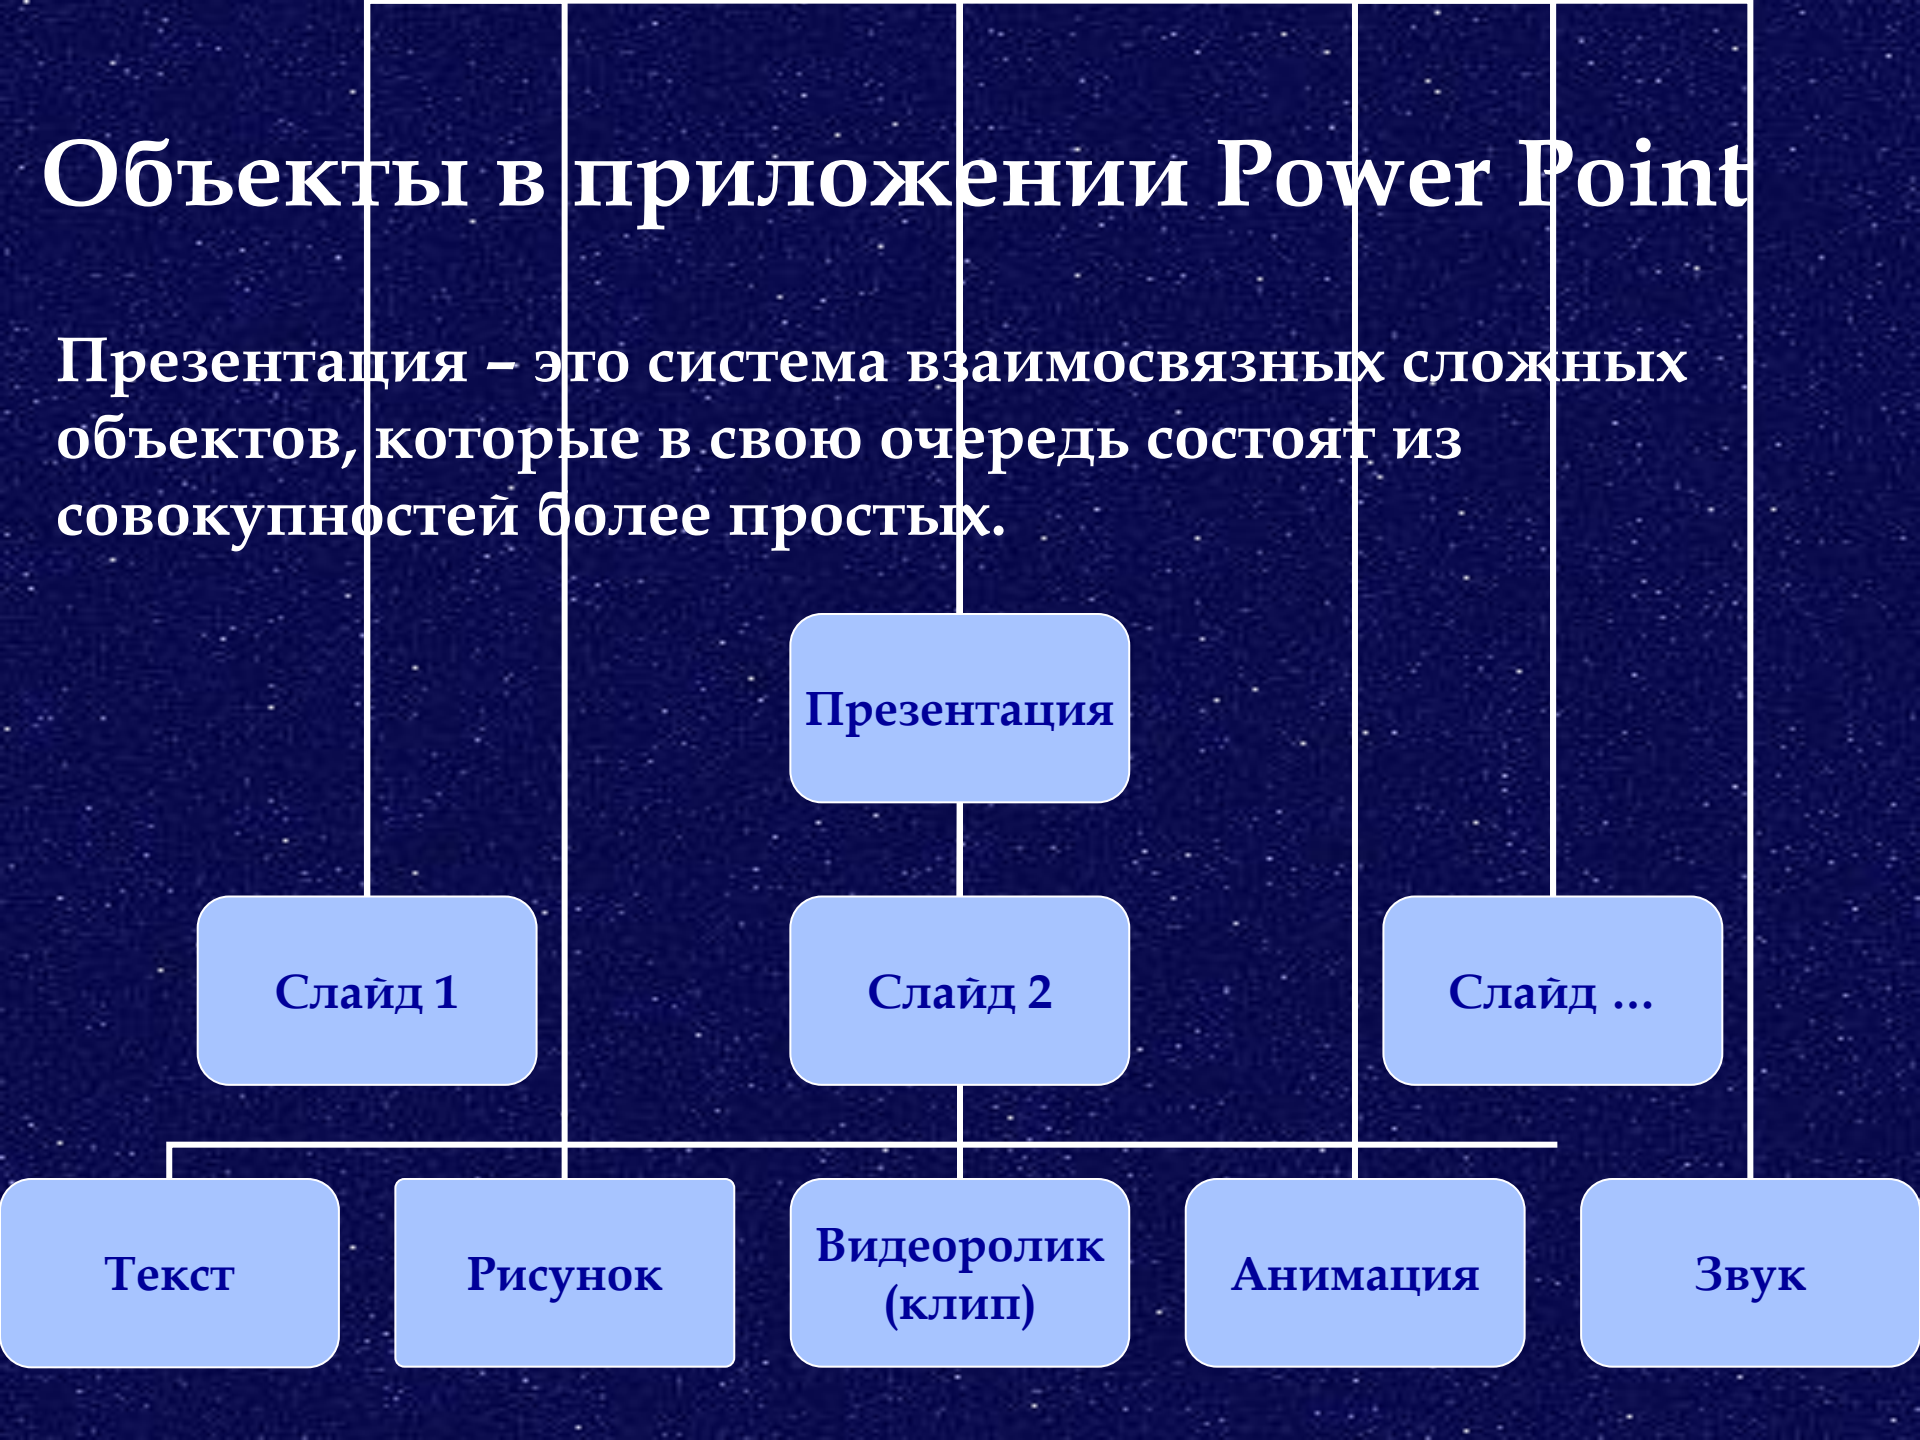 Объекты в приложении Power Point
Презентация – это система взаимосвязных сложных
объектов, которые в свою очередь состоят из
совокупностей более простых.
Презентация
Слайд 1
Слайд 2
Слайд ...
Текст
Рисунок
Видеоролик
(клип)
Анимация
Звук